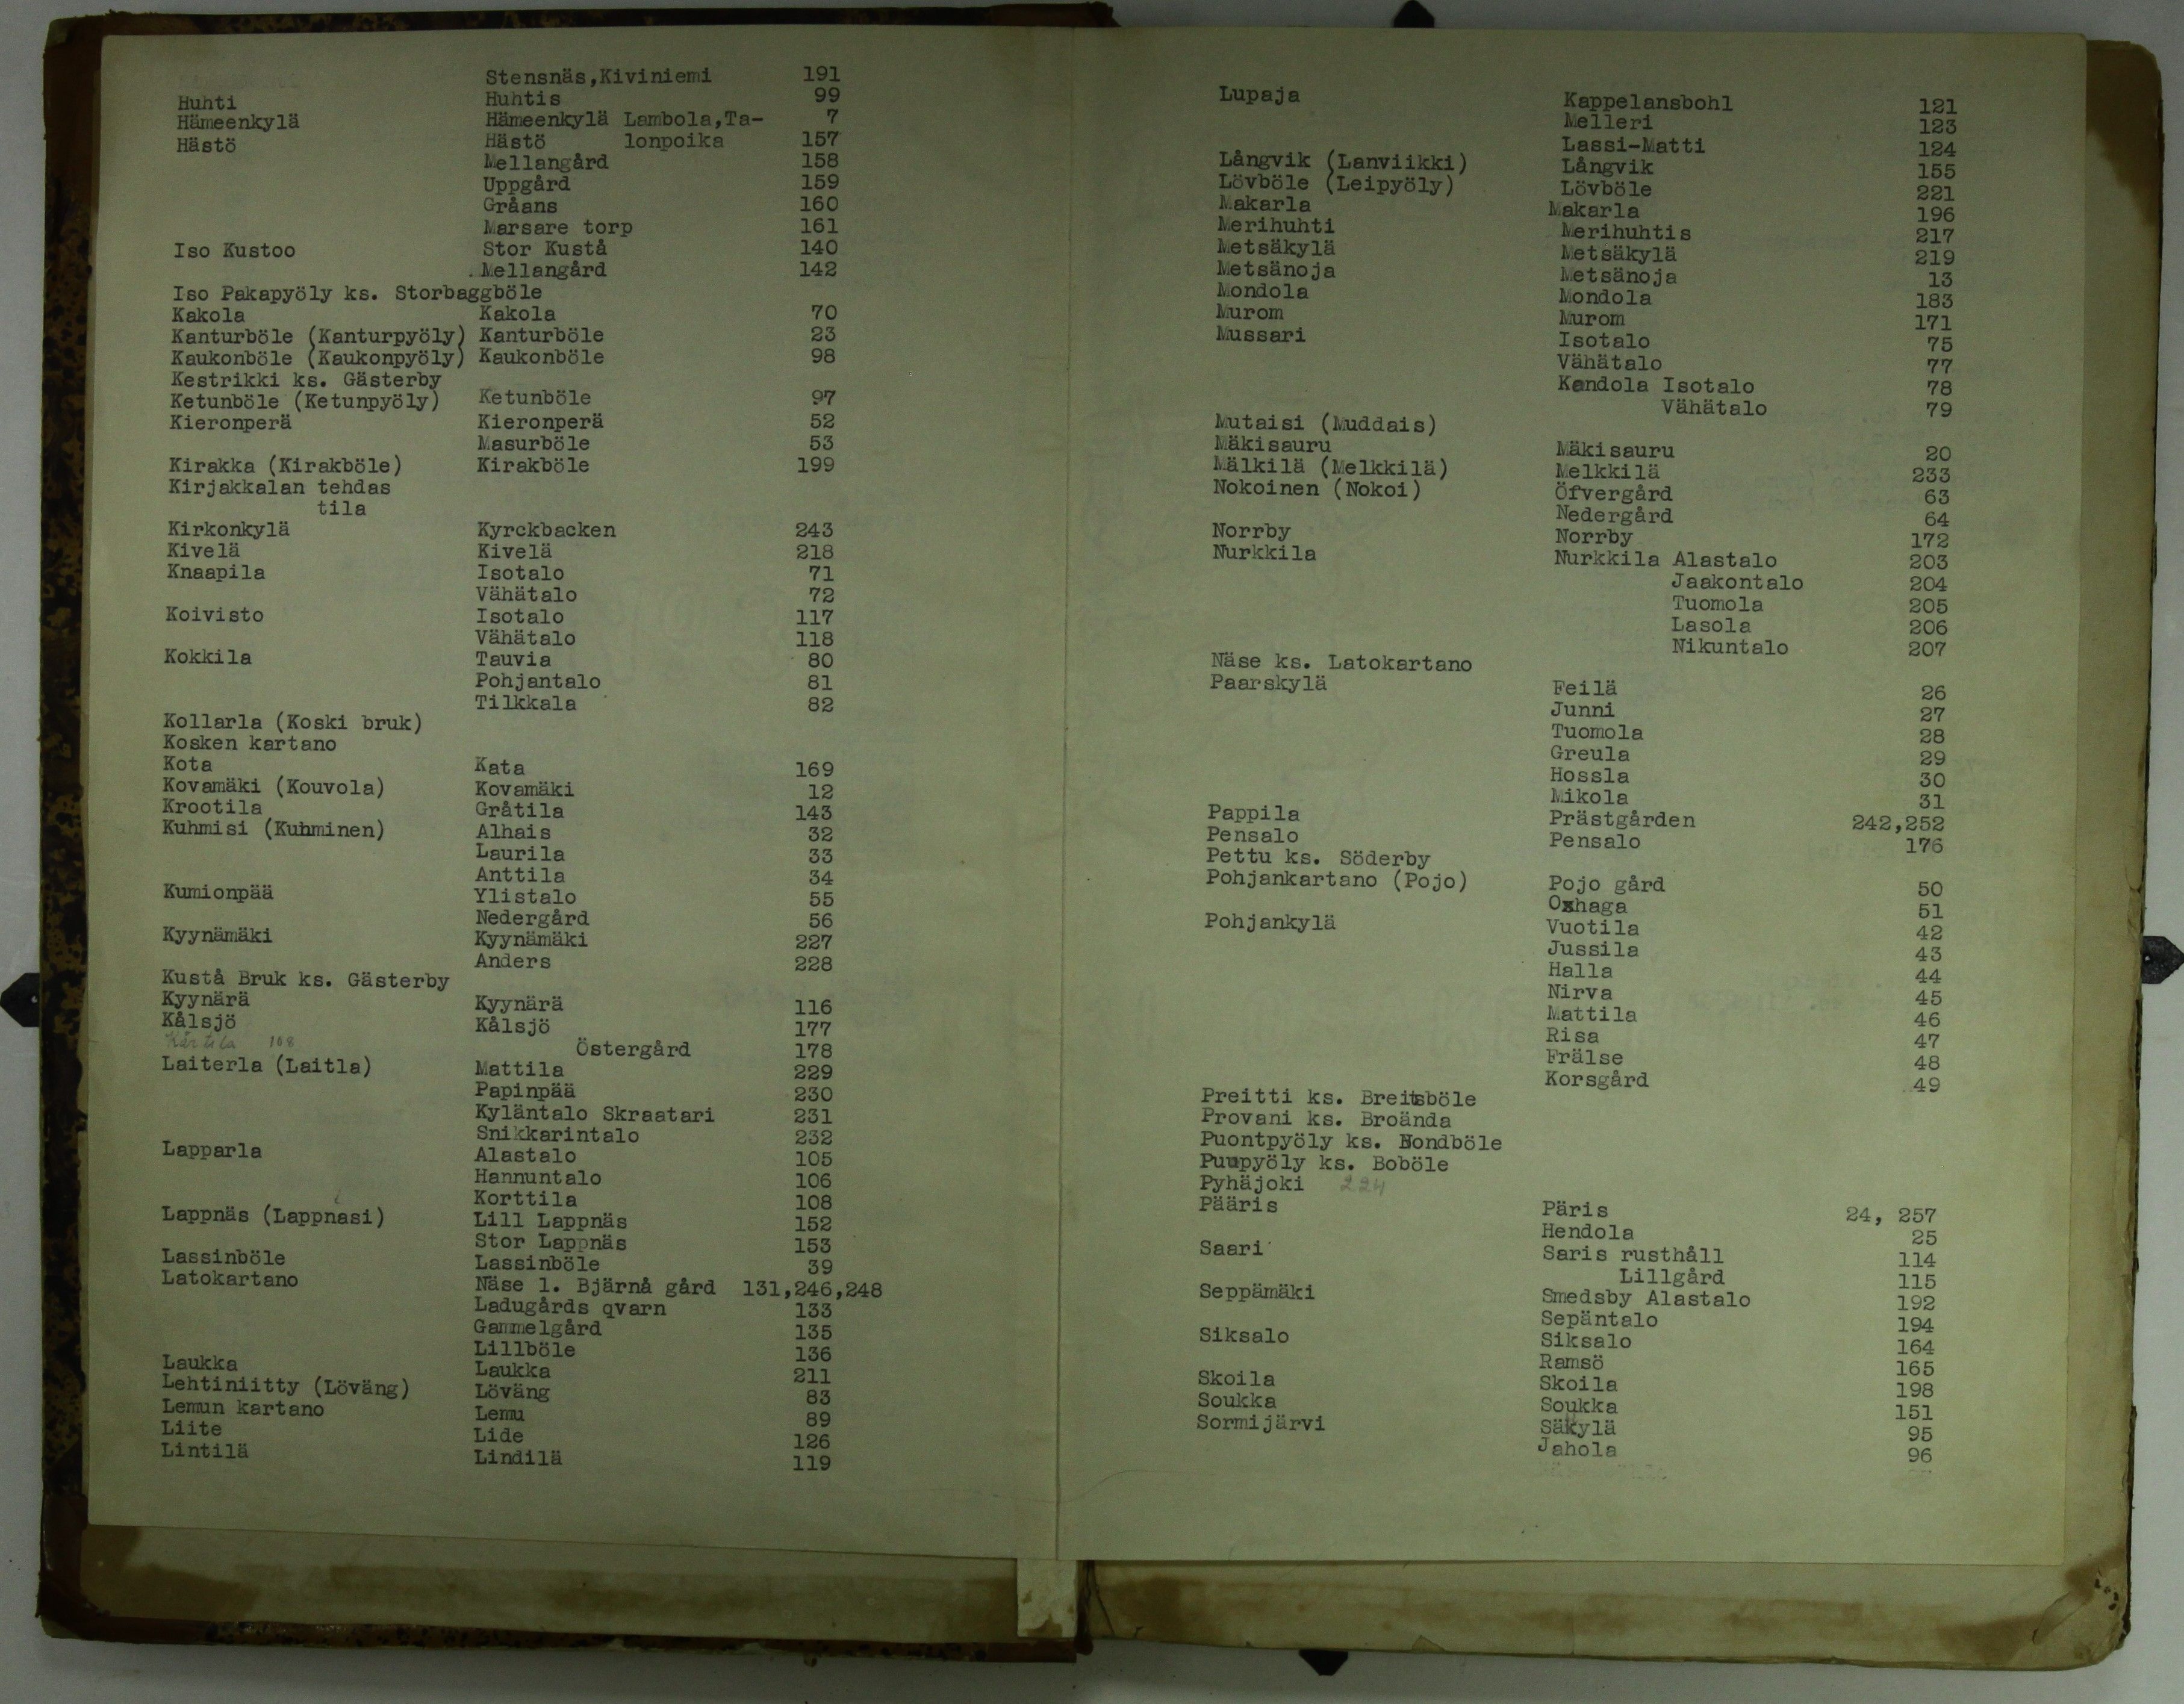 Stensnäs,Kiviniemi 191
Huhti Huhtis 99
Hämeenkylä Hämeenkylä Lambola,Ta- 7
Hästö Hästö lonpoika 157
Mellangård 158
Uppgård 159
Gråans 160
Marsare torp 161
Iso Kustoo Stor Kustå 140
Mellangård 142
Iso Pakapyöly ks. Storbaggböle
Kakola Kakola 70
Kanturböle (Kanturpyöly) Kanturböle 23
Kaukonböle (Kaukonpyöly) Kaukonböle 98
Kestrikki ks. Gästerby
Ketunböle (Ketunpyöly) Ketunböle 97
Kieronperä Kieronperä 52
Masurböle 53
Kirakka (Kirakböle) Kirakböle 199
Kirjakkalan tehdas
tila
Kirkonkylä Kyrckbacken 243
Kivelä Kivelä 218
Knaapila Isotalo 71
Vähätalo 72
Koivisto Isotalo 117
Vähätalo 118
Kokkila Tauvia 80
Pohjantalo 81
Tilkkala 82
Kollarla (Koski bruk)
Kosken kartano
Kota Kata 169
Kovamäki (Kouvola) Kovamäki 12
Krootila Gråtila 143
Kuhmisi (Kuhminen) Alhais 32
Laurila 33
Anttila 34
Kumionpää Ylistalo 55
Nedergård 56
Kyynämäki Kyynämäki 227
Anders 228
Kustå Bruk ks. Gästerby
Kyynärä Kyynärä 116
Kålsjö Kålsjö 177
Kärtila 108
Östergård 178
Laiterla (Laitla) Mattila 229
Papinpää 230
Kyläntalo Skraatari 231
Snikkarintalo 232
Lapparla Alastalo 105
Hannuntalo 106
Korttila 108
Lappnäs (Lappnasi) Lill Lappnäs 152
Stor Lappnäs 153
Lassinböle Lassinböle 39
Latokartano Näse l. Bjärnå gård 131,246,248
Ladugårds qvarn 133
Gammelgård 135
Lillböle 136
Laukka Laukka 211
Lehtiniitty (Löväng) Löväng 83
Lemun kartano Lemu 89
Liite Lide 126
Lintilä Lindilä 119
Lupaja Kappelansbohl 121
Melleri 123
Lassi-Matti 124
Långvik (Lanviikki) Långvik 155
Lövböle (Leipyöly) Lövböle 221
Makarla Makarla 196
Merihuhti Merihuhtis 217
Metsäkylä Metsäkylä 219
Metsänoja Metsänoja 13
Mondola Mondola 183
Murom Murom 171
Mussari Isotalo 75
Vähätalo 77
Kandola Isotalo 78
Vähätalo 79
Mutaisi (Muddais)
Mäkisauru Mäkisauru 20
Mälkilä (Melkkilä) Melkkilä 233
Nokoinen (Nokoi) Öfvergård 63
Nedergård 64
Norrby Norrby 172
Nurkkila Nurkkila Alastalo 203
Jaakontalo 204
Tuomola 205
Lasola 206
Nikuntalo 207
Näse ks. Latokartano
Paarskylä Feilä 26
Junni 27
Tuomola 28
Greula 29
Hossla 30
Mikola 31
Pappila Prästgården 242,252
Pensalo Pensalo 176
Pettu ks. Söderby
Pohjankartano (Pojo) Pojo gård 50
Oxhaga 51
Pohjankylä Vuotila 42
Jussila 43
Halla 44
Nirva 45
Mattila 46
Risa 47
Frälse 48
Korsgård 49
Preitti ks. Breitsböle
Provani ks. Broända
Puontpyöly ks. Bondböle
Puupyöly ks. Boböle
Pyhäjoki 224
Pääris Päris 24, 257
Hendola 25
Saari Saris rusthåll 114
Lillgård 115
Seppämäki Smedsby Alastalo 192
Sepäntalo 194
Siksalo Siksalo 164
Ramsö 165
Skoila Skoila 198
Soukka Soukka 151
Sormijärvi Säkylä 95
Jahola 96